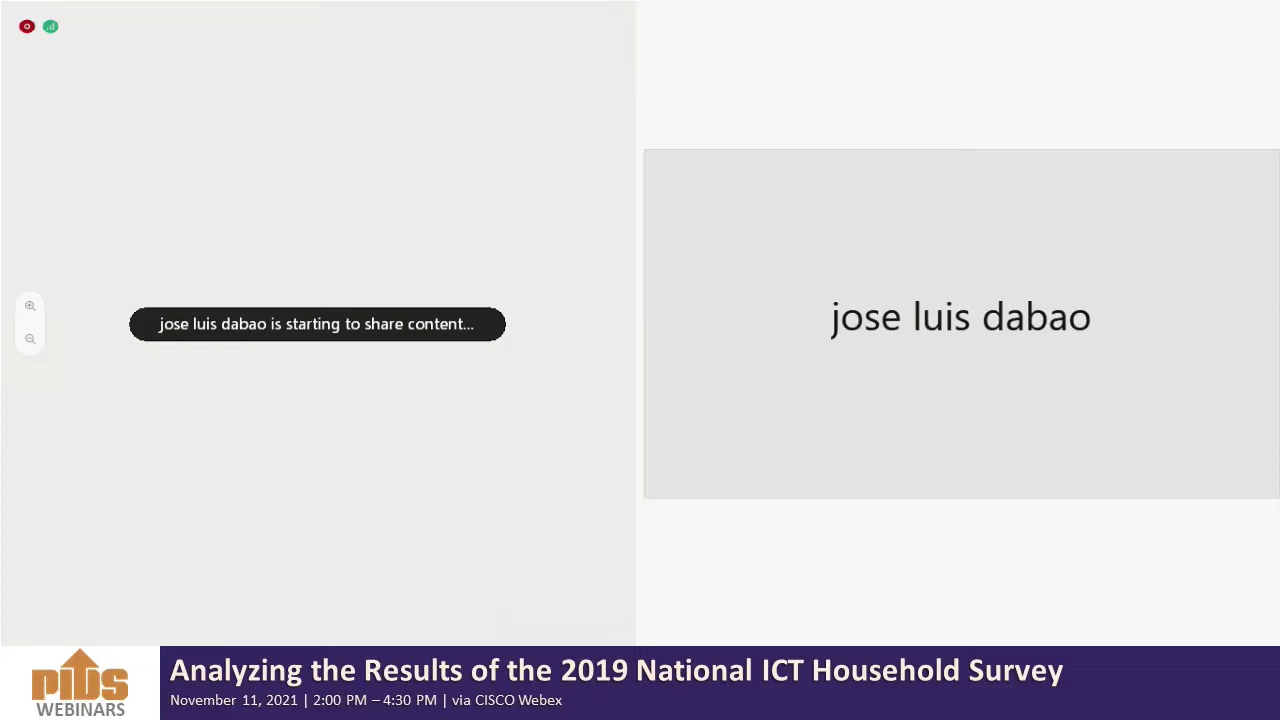 jose luis dabao is starting to share content...
jose luis dabao
pids
WEBINARS
Analyzing the Results of the 2019 National ICT Household Survey
November 11, 2021 | 2:00 PM – 4:30 PM | via CISCO Webex